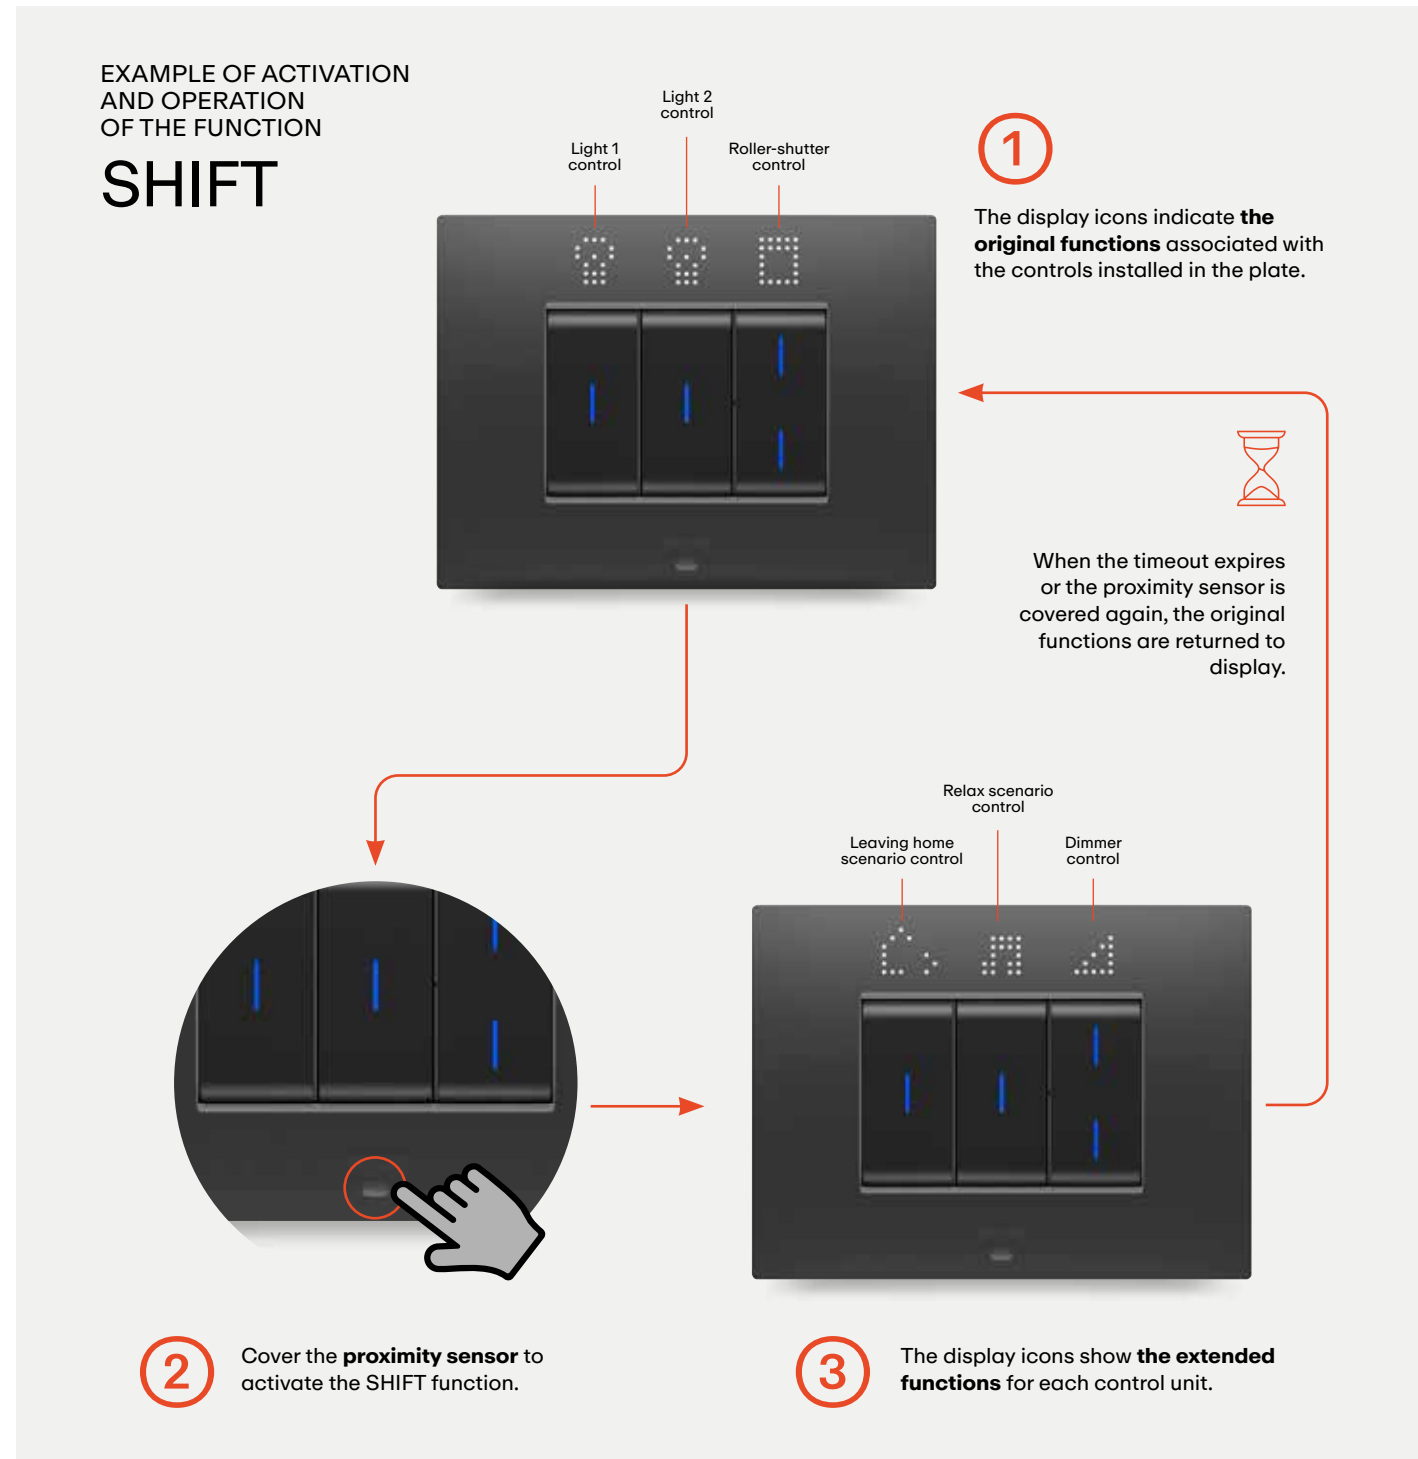 EXAMPLE OF ACTIVATION
AND OPERATION
OF THE FUNCTION
SHIFT
Light 1
control
Light 2
control
Roller-shutter
control
1
The display icons indicate the
original functions associated with
the controls installed in the plate.
When the timeout expires
or the proximity sensor is
covered again, the original
functions are returned to
display.
Leaving home
scenario control
Relax scenario
control
Dimmer
control
2
Cover the proximity sensor to
activate the SHIFT function.
3
The display icons show the extended
functions for each control unit.